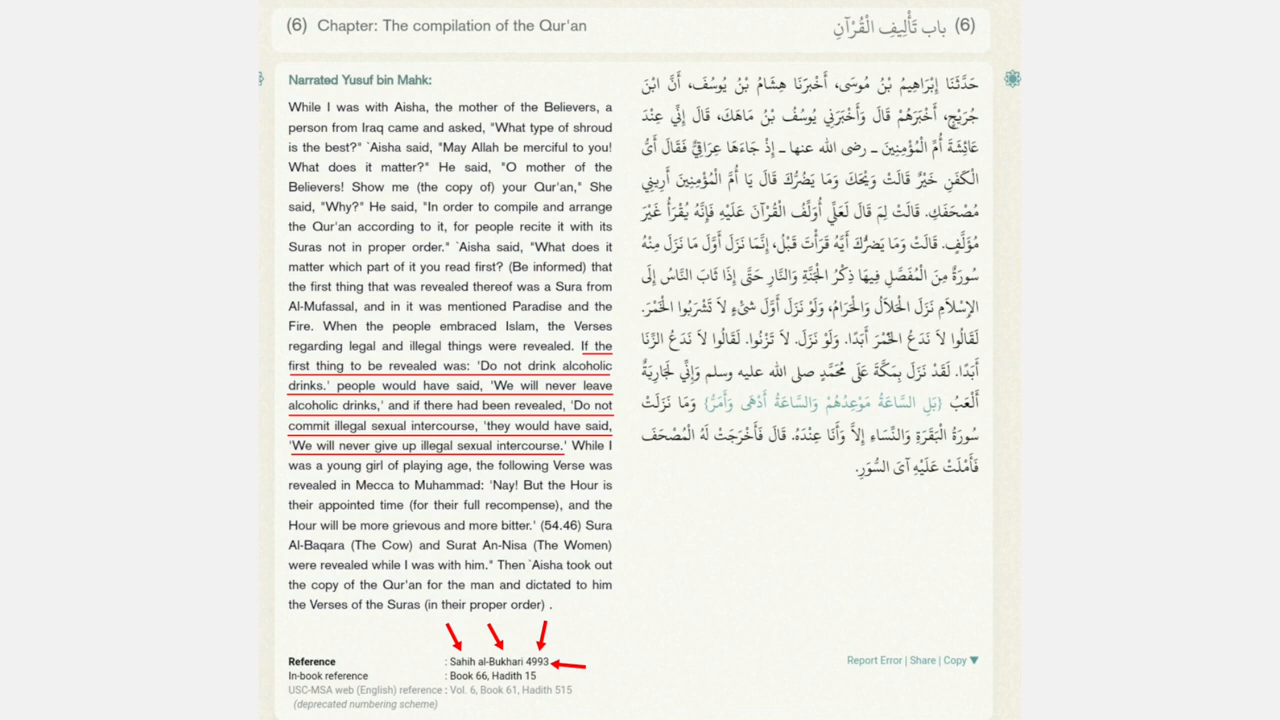 (6) Chapter: The compilation of the Qur'an
باب تَأْلِيفِ الْقُرْآنِ (6)
Narrated Yusuf bin Mahk:
While I was with Aisha, the mother of the Believers, a
person from Iraq came and asked, "What type of shroud
is the best?" `Aisha said, "May Allah be merciful to you!
What does it matter?" He said, "O mother of the
Believers! Show me (the copy of) your Qur'an," She
said, "Why?" He said, "In order to compile and arrange
the Qur'an according to it, for people recite it with its
Suras not in proper order." `Aisha said, "What does it
matter which part of it you read first? (Be informed) that
the first thing that was revealed thereof was a Sura from
Al-Mufassal, and in it was mentioned Paradise and the
Fire. When the people embraced Islam, the Verses
regarding legal and illegal things were revealed. If the
first thing to be revealed was: 'Do not drink alcoholic
drinks.' people would have said, 'We will never leave
alcoholic drinks,' and if there had been revealed, 'Do not
commit illegal sexual intercourse, 'they would have said,
'We will never give up illegal sexual intercourse.' While I
was a young girl of playing age, the following Verse was
revealed in Mecca to Muhammad: 'Nay! But the Hour is
their appointed time (for their full recompense), and the
Hour will be more grievous and more bitter.' (54.46) Sura
Al-Baqara (The Cow) and Surat An-Nisa (The Women)
were revealed while I was with him." Then `Aisha took out
the copy of the Qur'an for the man and dictated to him
the Verses of the Suras (in their proper order) .
حَدَّثَنَا إِبْرَاهِيمُ بْنُ مُوسَى، أَخْبَرَنَا هِشَامُ بْنُ يُوسُفَ، أَنَّ ابْنَ
جُرَيْجٍ، أَخْبَرَهُمْ قَالَ وَأَخْبَرَنِي يُوسُفُ بْنُ مَاهَكَ، قَالَ إِنِّي عِنْدَ
عَائِشَةَ أُمِّ الْمُؤْمِنِينَ ـ رضى الله عنها ـ إِذْ جَاءَهَا عِرَاقِيٌّ فَقَالَ أَىُّ
الْكَفَنِ خَيْرٌ قَالَتْ وَيْحَكَ وَمَا يَضُرُّكَ قَالَ يَا أُمَّ الْمُؤْمِنِينَ أَرِينِي
مُصْحَفَكِ. قَالَتْ لِمَ قَالَ لَعَلِّي أُوَلِّفُ الْقُرْآنَ عَلَيْهِ فَإِنَّهُ يُقْرَأُ غَيْرَ
مُؤَلَّفٍ. قَالَتْ وَمَا يَضُرُّكَ أَيَّهُ قَرَأْتَ قَبْلُ، إِنَّمَا نَزَلَ أَوَّلَ مَا نَزَلَ مِنْهُ
سُورَةٌ مِنَ الْمُفَصَّلِ فِيهَا ذِكْرُ الْجَنَّةِ وَالنَّارِ حَتَّى إِذَا ثَابَ النَّاسُ إِلَى
الإِسْلاَمِ نَزَلَ الْحَلاَلُ وَالْحَرَامُ، وَلَوْ نَزَلَ أَوَّلَ شَىْءٍ لاَ تَشْرَبُوا الْخَمْرَ.
لَقَالُوا لاَ نَدَعُ الْخَمْرَ أَبَدًا. وَلَوْ نَزَلَ. لاَ تَزْنُوا. لَقَالُوا لاَ نَدَعُ الزِّنَا
أَبَدًا. لَقَدْ نَزَلَ بِمَكَّةَ عَلَى مُحَمَّدٍ صلى الله عليه وسلم وَإِنِّي لَجَارِيَةٌ
أَلْعَبُ {بَلِ السَّاعَةُ مَوْعِدُهُمْ وَالسَّاعَةُ أَدْهَى وَأَمَرُّ} وَمَا نَزَلَتْ
سُورَةُ الْبَقَرَةِ وَالنِّسَاءِ إِلاَّ وَأَنَا عِنْدَهُ. قَالَ فَأَخْرَجَتْ لَهُ الْمُصْحَفَ
فَأَمْلَتْ عَلَيْهِ آىَ السُّوَرِ.
Reference : Sahih al-Bukhari 4993
In-book reference : Book 66, Hadith 15
USC-MSA web (English) reference : Vol. 6, Book 61, Hadith 515
(deprecated numbering scheme)
Report Error | Share | Copy ▼